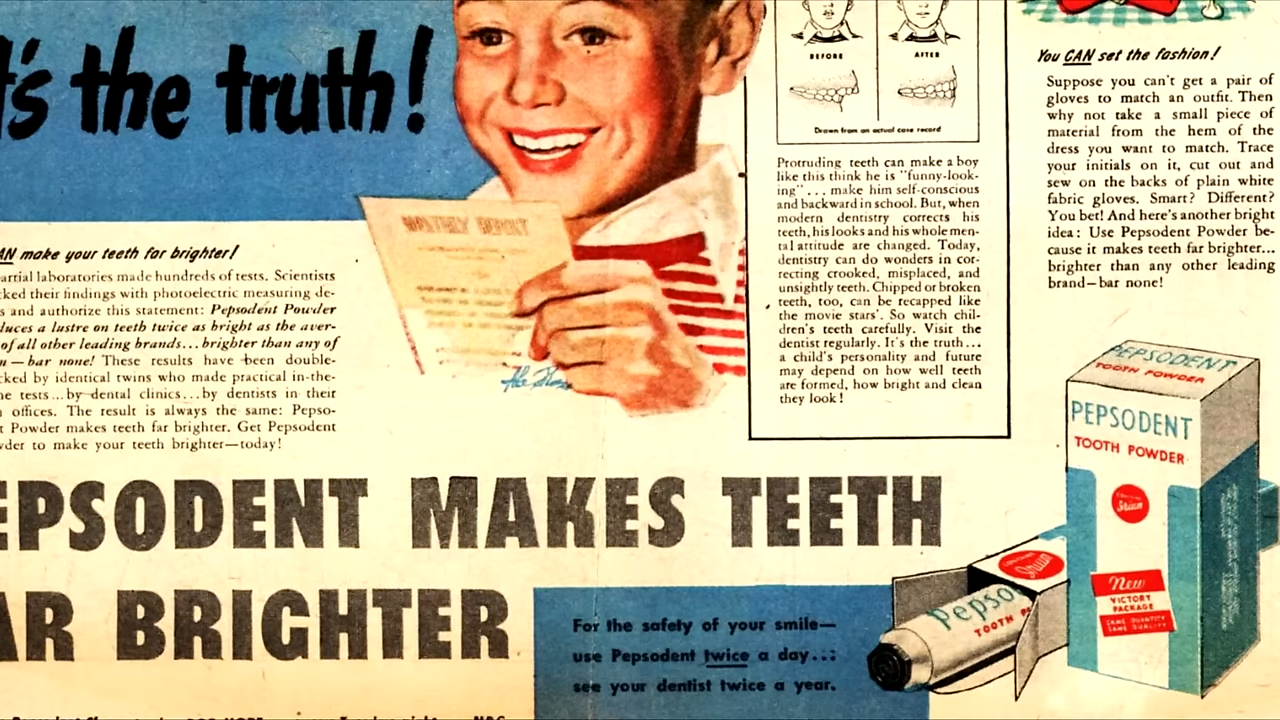 t's the truth!
AN make your teeth far brighter!
artial laboratories made hundreds of tests. Scientists
cked their findings with photoelectric measuring de-
s and authorize this statement: Pepsodent Powder
duces a lustre on teeth twice as bright as the aver-
of all other leading brands... brighter than any of
n — bar none! These results have been double-
cked by identical twins who made practical in-the-
me tests...by dental clinics...by dentists in their
n offices. The result is always the same: Pepso-
t Powder makes teeth far brighter. Get Pepsodent
wder to make your teeth brighter—today!
MONTHLY REPORT
BEFORE
AFTER
Drawn from an actual case record
Protruding teeth can make a boy
like this think he is "funny-look-
ing" ... make him self-conscious
and backward in school. But, when
modern dentistry corrects his
teeth, his looks and his whole men-
tal attitude are changed. Today,
dentistry can do wonders in cor-
recting crooked, misplaced, and
unsightly teeth. Chipped or broken
teeth, too, can be recapped like
the movie stars'. So watch chil-
dren's teeth carefully. Visit the
dentist regularly. It's the truth...
a child's personality and future
may depend on how well teeth
are formed, how bright and clean
they look!
You CAN set the fashion!
Suppose you can't get a pair of
gloves to match an outfit. Then
why not take a small piece of
material from the hem of the
dress you want to match. Trace
your initials on it, cut out and
sew on the backs of plain white
fabric gloves. Smart? Different?
You bet! And here's another bright
idea: Use Pepsodent Powder be-
cause it makes teeth far brighter...
brighter than any other leading
brand—bar none!
EPSODENT MAKES TEETH
AR BRIGHTER
For the safety of your smile—
use Pepsodent twice a day...
see your dentist twice a year.
PEPSODENT
TOOTH POWDER
PEPSODENT
TOOTH POWDER
Irium
New
VICTORY
PACKAGE
SAME QUANTITY
SAME QUALITY
Irium
Pepso
TOOTH P